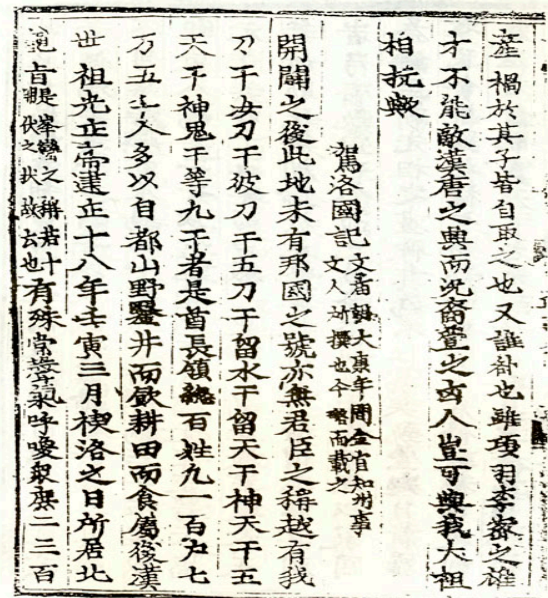 産禍於其子皆自取之也又誰咎也雖項羽李密之雄
才不能敵漢唐之興而况裔萱之凶人豈可與我大祖
相抗歟
駕洛國記文廟朝大康年間金官知州事
文人所撰也今略而載之
開闢之後此地未有邦國之號亦無君臣之稱越有我
刀干汝刀干彼刀干五刀干留水干留天干神天干五
天干神鬼干等九干者是酋長領緫百姓九一百户七
万五千人多以自都山野鑿井而飲耕田而食屬後漢
世祖光正帝建正十八年壬寅三月禊洛之日所居北
龜旨是峯巒之稱若十
朋伏之狀故云也有殊常聲氣呼喚衆庶二三百